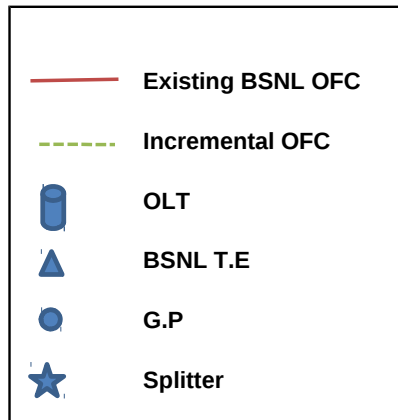 Existing BSNL OFC
Incremental OFC
OLT
BSNL T.E
G.P
Splitter